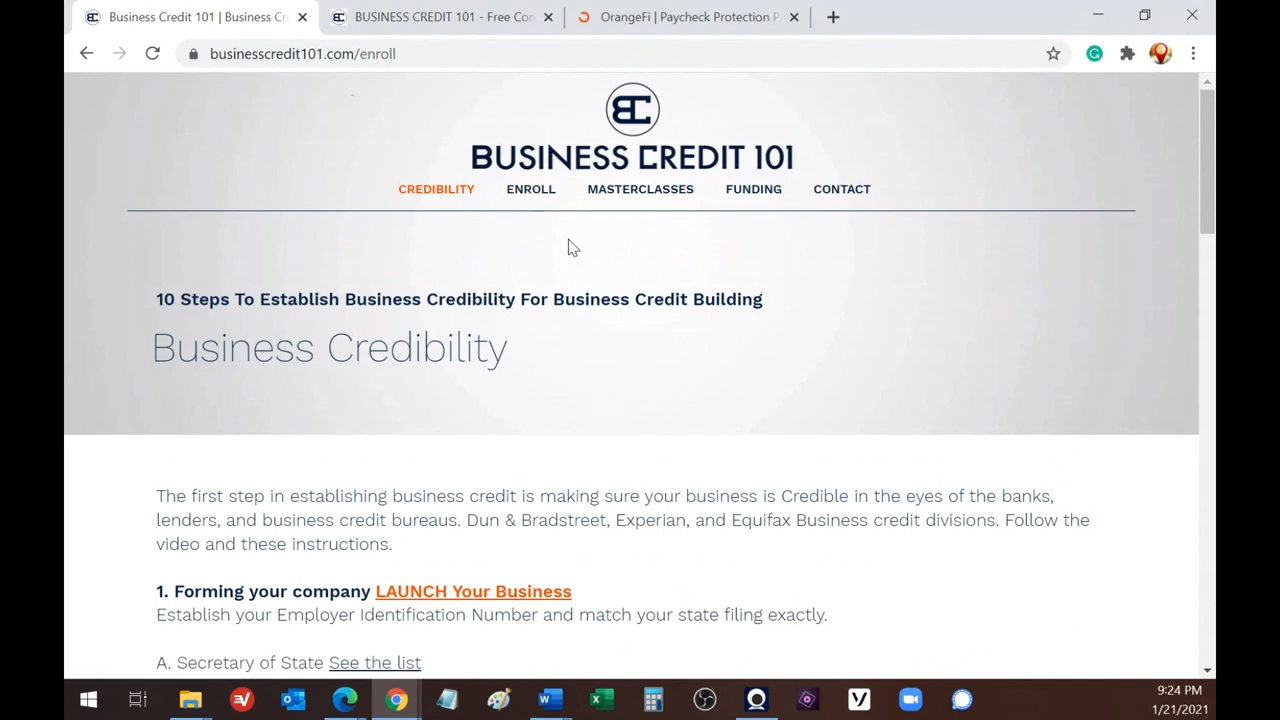 Business Credit 101 | Business Cr
BUSINESS CREDIT 101 - Free Con
OrangeFi | Paycheck Protection P
businesscredit101.com/enroll
BC
BUSINESS CREDIT 101
CREDIBILITY ENROLL MASTERCLASSES FUNDING CONTACT
10 Steps To Establish Business Credibility For Business Credit Building
Business Credibility
The first step in establishing business credit is making sure your business is Credible in the eyes of the banks,
lenders, and business credit bureaus. Dun & Bradstreet, Experian, and Equifax Business credit divisions. Follow the
video and these instructions.
1. Forming your company LAUNCH Your Business
Establish your Employer Identification Number and match your state filing exactly.
A. Secretary of State See the list
9:24 PM
1/21/2021